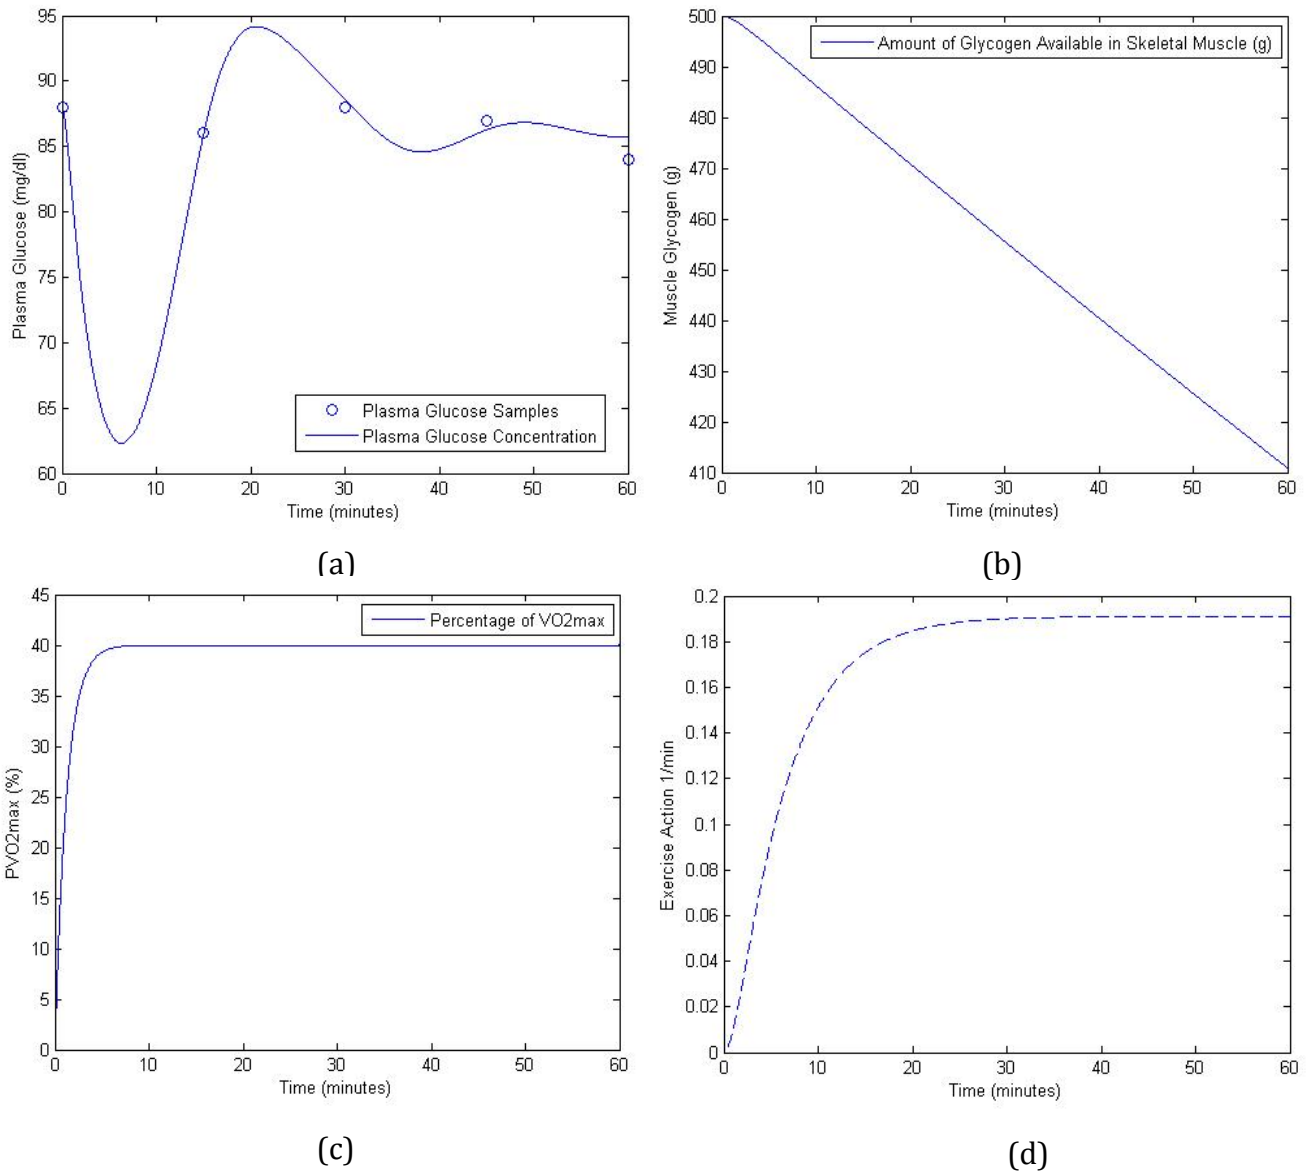 95
90
85
80
75
70
65
60
Plasma Glucose (mg/dl)
Plasma Glucose Samples
Plasma Glucose Concentration
0 10 20 30 40 50 60
Time (minutes)
(a)
500
490
480
470
460
450
440
430
420
410
Muscle Glycogen (g)
Amount of Glycogen Available in Skeletal Muscle (g)
0 10 20 30 40 50 60
Time (minutes)
(b)
45
40
35
30
25
20
15
10
5
0
PVO2max (%)
Percentage of VO2max
0 10 20 30 40 50 60
Time (minutes)
(c)
0.2
0.18
0.16
0.14
0.12
0.1
0.08
0.06
0.04
0.02
0
Exercise Action 1/min
0 10 20 30 40 50 60
Time (minutes)
(d)